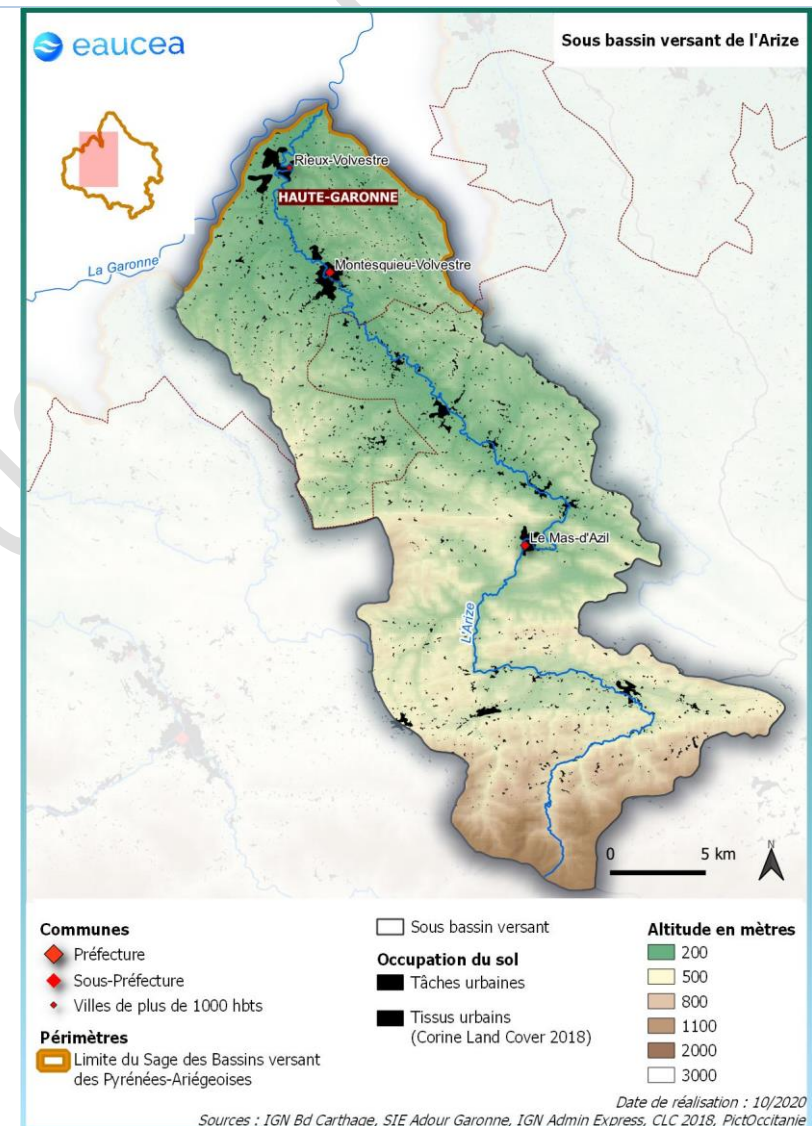 eaucea
Sous bassin versant de l'Arize
Rieux-Volvestre
HAUTE-GARONNE
La Garonne
Montesquieu-Volvestre
Le Mas-d'Azil
L'Arize
0 5 km
N
Communes
Préfecture
Sous-Préfecture
Villes de plus de 1000 hbts
Périmètres
Limite du Sage des Bassins versant
des Pyrénées-Ariégeoises
Sous bassin versant
Occupation du sol
Tâches urbaines
Tissus urbains
(Corine Land Cover 2018)
Altitude en mètres
200
500
800
1100
2000
3000
Date de réalisation : 10/2020
Sources : IGN Bd Carthage, SIE Adour Garonne, IGN Admin Express, CLC 2018, PictOccitanie